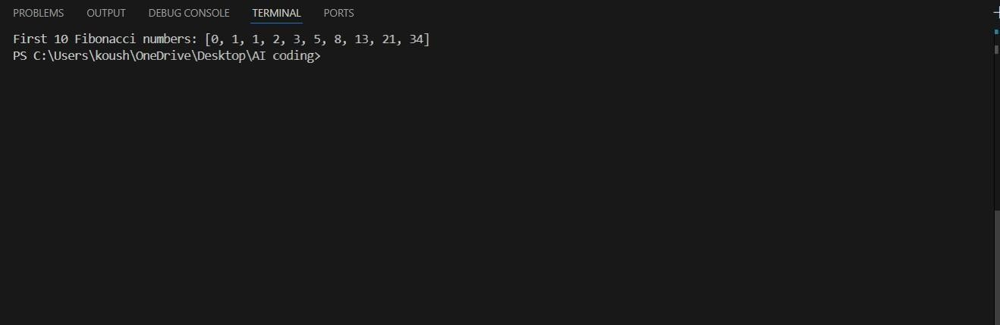 PROBLEMS OUTPUT DEBUG CONSOLE TERMINAL PORTS
First 10 Fibonacci numbers: [0, 1, 1, 2, 3, 5, 8, 13, 21, 34]
PS C:\Users\koush\OneDrive\Desktop\AI coding>